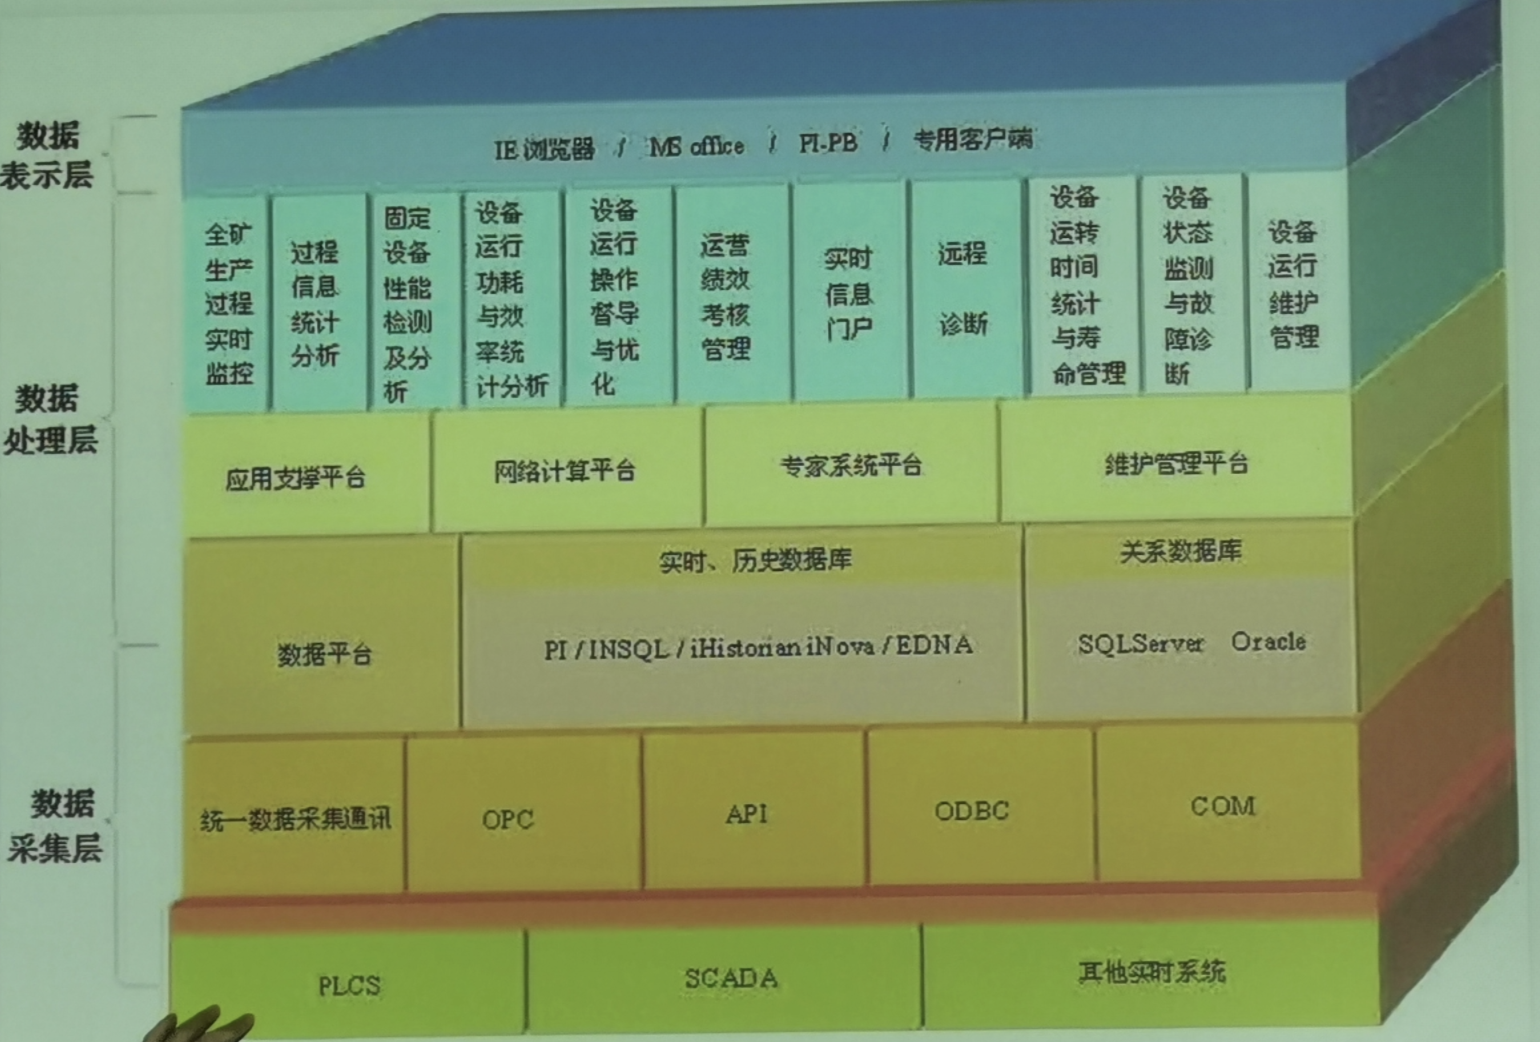 数据
表示层
IE浏览器 / MS office / PI-PB / 专用客户端
全矿
生产
过程
实时
监控
过程
信息
统计
分析
固定
设备
性能
检测
及分
析
设备
运行
功耗
与效
率统
计分析
设备
运行
操作
督导
与优
化
运营
绩效
考核
管理
实时
信息
门户
远程
诊断
设备
运转
时间
统计
与寿
命管理
设备
状态
监测
与故
障诊
断
设备
运行
维护
管理
数据
处理层
应用支撑平台
网络计算平台
专家系统平台
维护管理平台
数据平台
实时、历史数据库
PI / INSQL / iHistorian iNova / EDNA
关系数据库
SQLServer Oracle
数据
采集层
统一数据采集通讯
OPC
API
ODBC
COM
PLCS
SCADA
其他实时系统